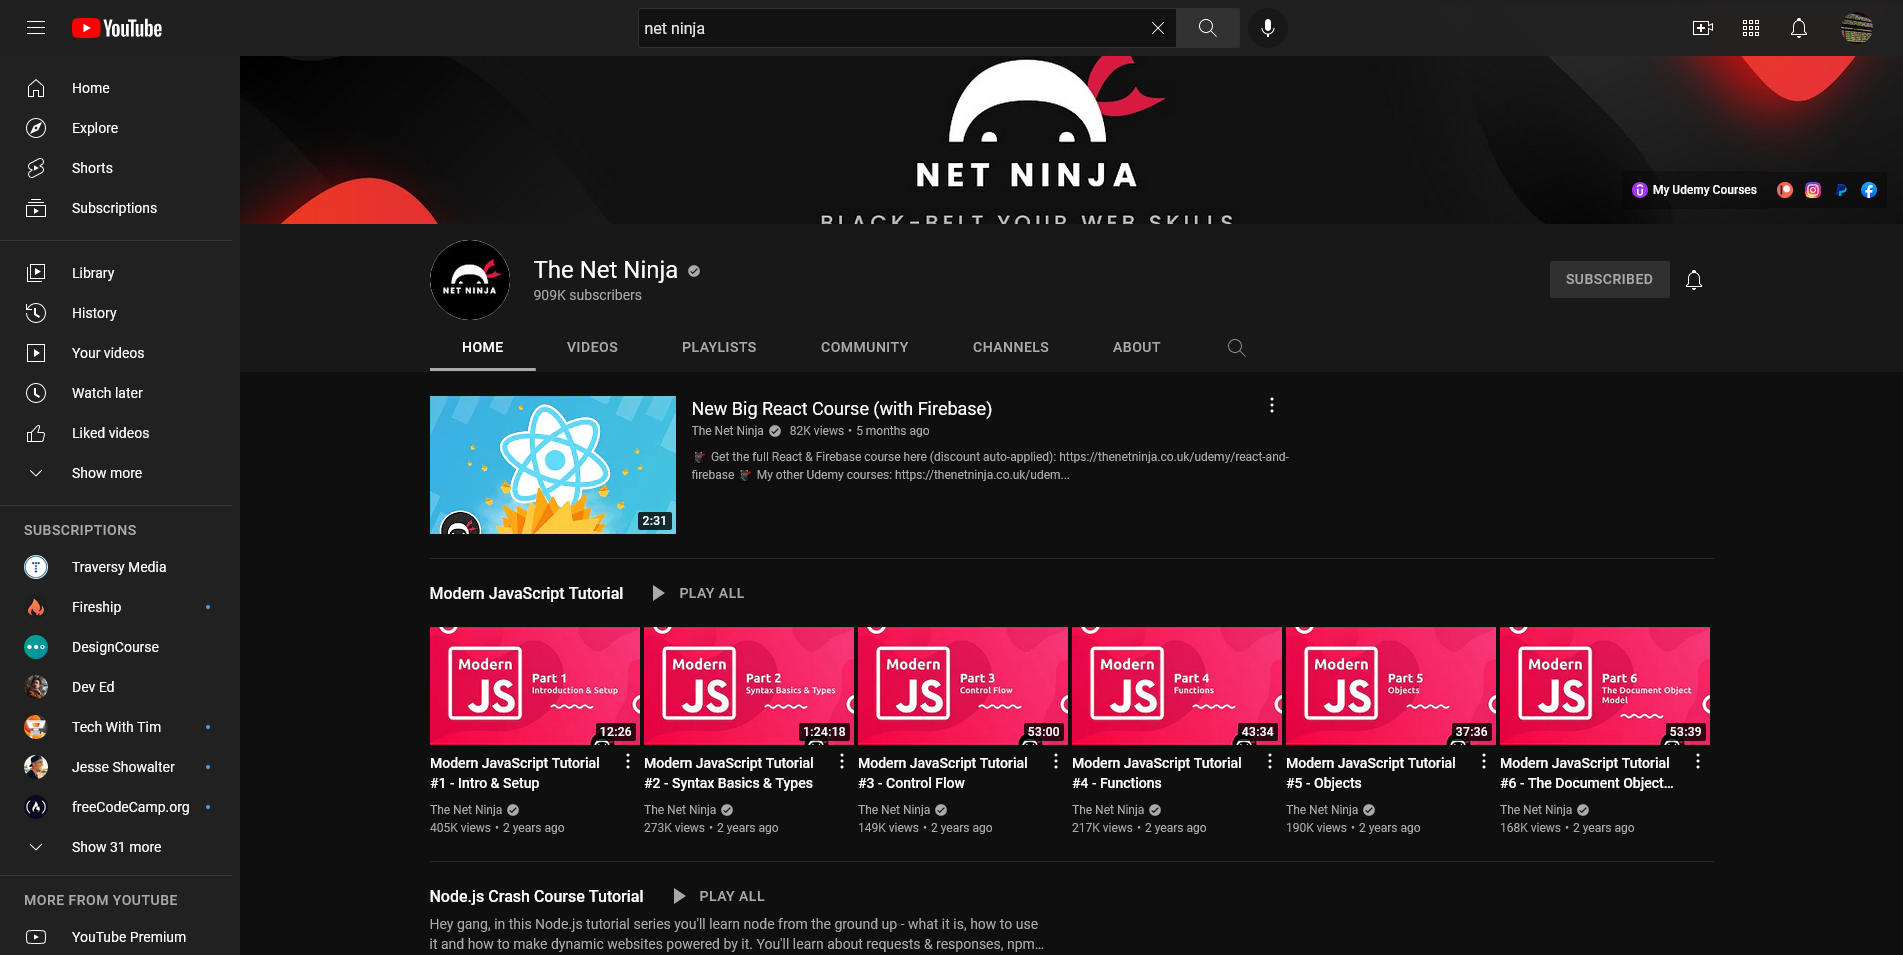 YouTube
net ninja
Home
Explore
Shorts
Subscriptions
Library
History
Your videos
Watch later
Liked videos
Show more
SUBSCRIPTIONS
Traversy Media
Fireship
DesignCourse
Dev Ed
Tech With Tim
Jesse Showalter
freeCodeCamp.org
Show 31 more
MORE FROM YOUTUBE
YouTube Premium
NET NINJA
BLACK-BELT YOUR WEB SKILLS
My Udemy Courses
NET NINJA
The Net Ninja
909K subscribers
SUBSCRIBED
HOME VIDEOS PLAYLISTS COMMUNITY CHANNELS ABOUT
2:31
New Big React Course (with Firebase)
The Net Ninja 82K views • 5 months ago
Get the full React & Firebase course here (discount auto-applied): https://thenetninja.co.uk/udemy/react-and-
firebase My other Udemy courses: https://thenetninja.co.uk/udem...
Modern JavaScript Tutorial PLAY ALL
Modern
JS
Part 1
Introduction & Setup
12:26
Modern JavaScript Tutorial
#1 - Intro & Setup
The Net Ninja
405K views • 2 years ago
Modern
JS
Part 2
Syntax Basics & Types
1:24:18
Modern JavaScript Tutorial
#2 - Syntax Basics & Types
The Net Ninja
273K views • 2 years ago
Modern
JS
Part 3
Control Flow
53:00
Modern JavaScript Tutorial
#3 - Control Flow
The Net Ninja
149K views • 2 years ago
Modern
JS
Part 4
Functions
43:34
Modern JavaScript Tutorial
#4 - Functions
The Net Ninja
217K views • 2 years ago
Modern
JS
Part 5
Objects
37:36
Modern JavaScript Tutorial
#5 - Objects
The Net Ninja
190K views • 2 years ago
Modern
JS
Part 6
The Document Object
Model
53:39
Modern JavaScript Tutorial
#6 - The Document Object...
The Net Ninja
168K views • 2 years ago
Node.js Crash Course Tutorial PLAY ALL
Hey gang, in this Node.js tutorial series you'll learn node from the ground up - what it is, how to use
it and how to make dynamic websites powered by it. You'll learn about requests & responses, npm...